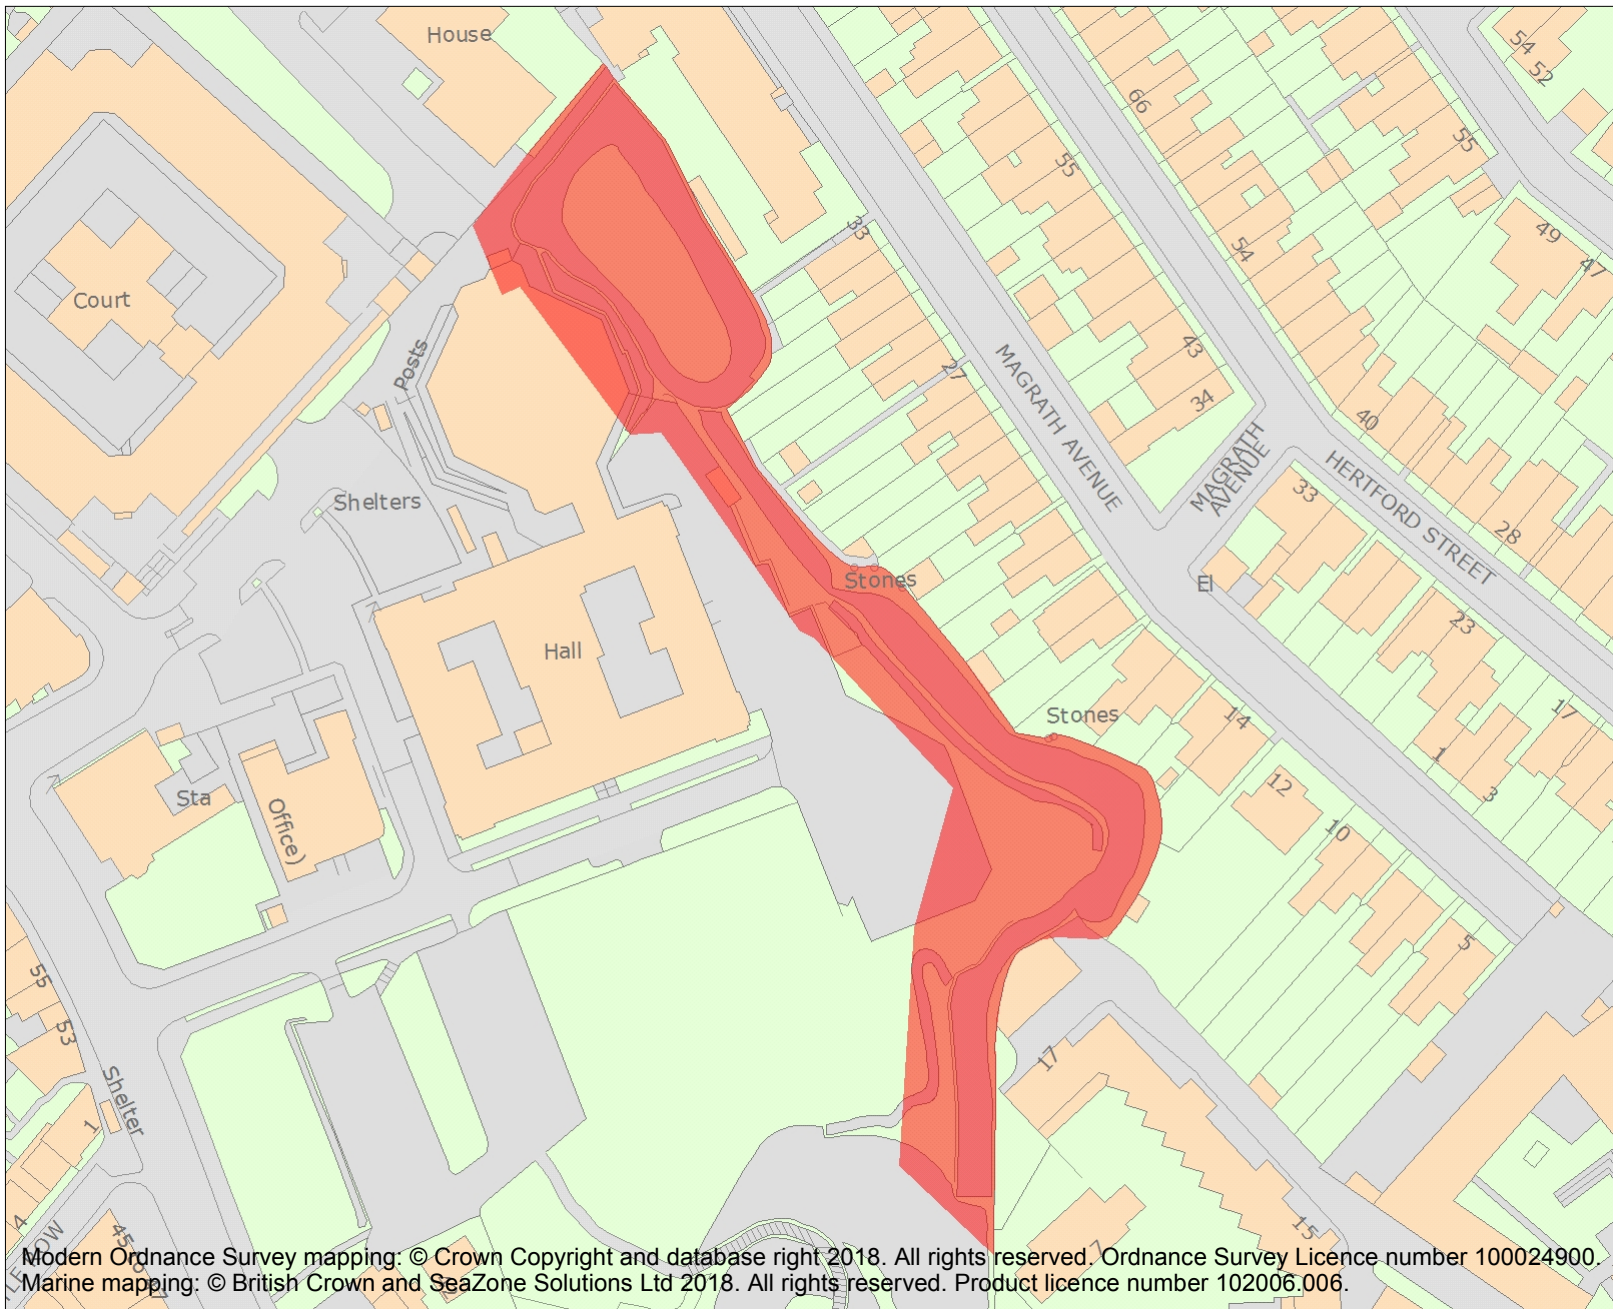 House
54
52
66
55
55
33
54
49
47
Court
Posts
27
MAGRATH AVENUE
43
34
MAGRATH
AVENUE
40
HERTFORD STREET
33
28
Shelters
Stones
El
23
Hall
Stones
14
17
1
3
12
10
Sta
Office)
5
55
53
17
Shelter
1
4
45
15
7
Modern Ordnance Survey mapping: © Crown Copyright and database right 2018. All rights reserved. Ordnance Survey Licence number 100024900.
Marine mapping: © British Crown and SeaZone Solutions Ltd 2018. All rights reserved. Product licence number 102006.006.